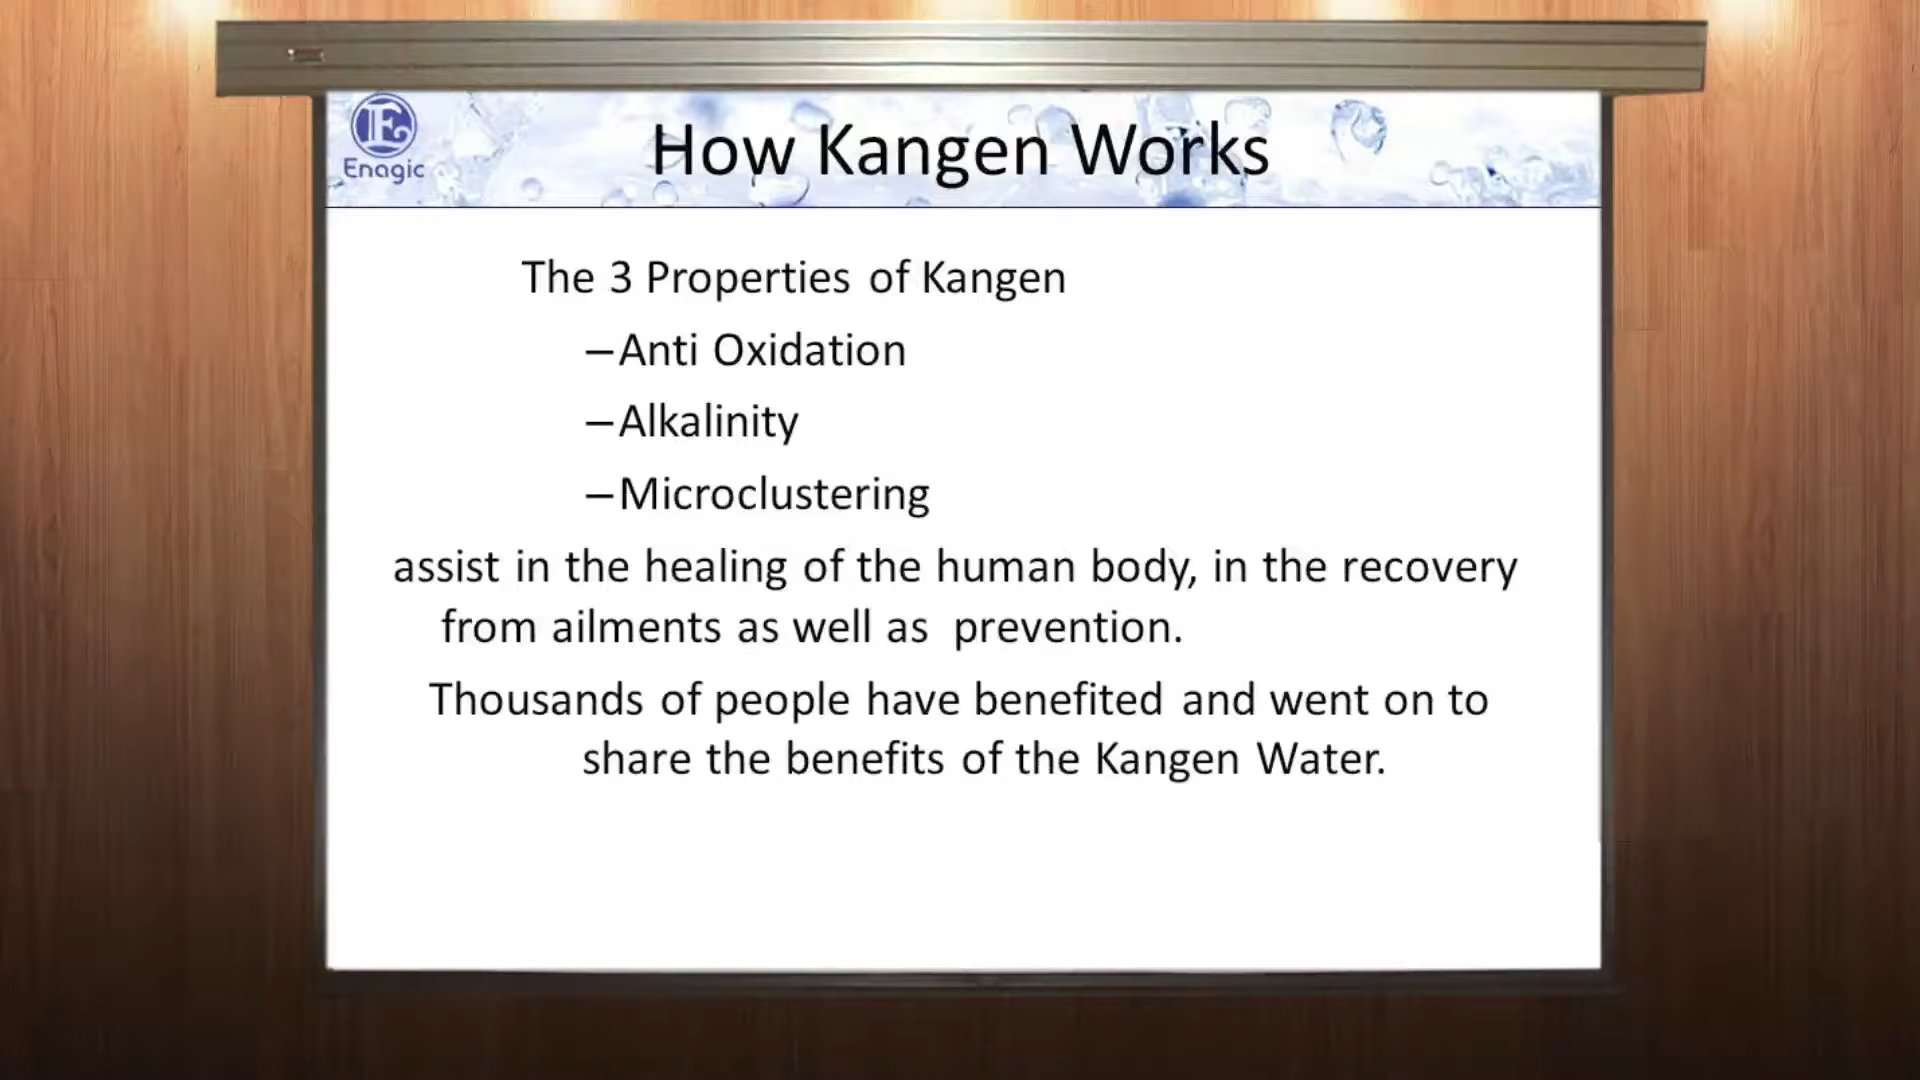 Enagic
How Kangen Works
The 3 Properties of Kangen
–Anti Oxidation
–Alkalinity
–Microclustering
assist in the healing of the human body, in the recovery
from ailments as well as prevention.
Thousands of people have benefited and went on to
share the benefits of the Kangen Water.